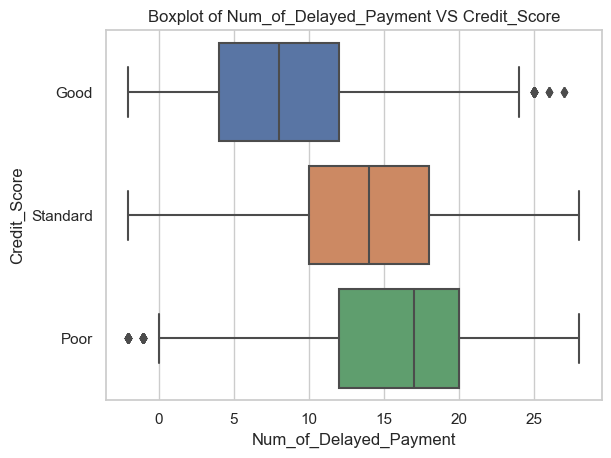 Boxplot of Num_of_Delayed_Payment VS Credit_Score
Credit_Score
Good
Standard
Poor
0 5 10 15 20 25
Num_of_Delayed_Payment